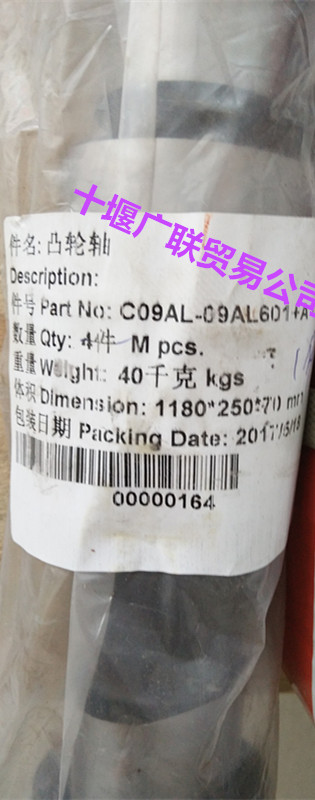 十堰广联贸易公司
件名: 凸轮轴
Description:
件号 Part No: C09AL-09AL601+A
数量 Qty: 4件 M pcs.
重量 Weight: 40千克 kgs
体积 Dimension: 1180*250*70 mm
包装日期 Packing Date: 2017/5/18
00000164